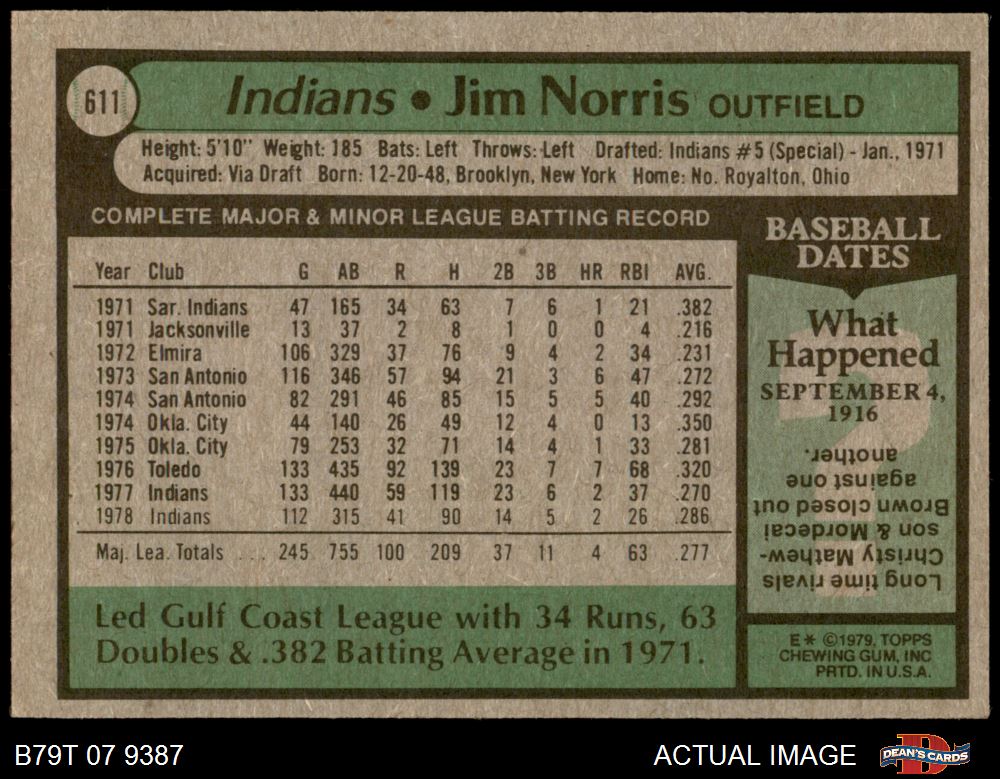 611
Indians • Jim Norris OUTFIELD
Height: 5'10" Weight: 185 Bats: Left Throws: Left Drafted: Indians #5 (Special) - Jan., 1971
Acquired: Via Draft Born: 12-20-48, Brooklyn, New York Home: No. Royalton, Ohio
COMPLETE MAJOR & MINOR LEAGUE BATTING RECORD
Year Club G AB R H 2B 3B HR RBI AVG.
1971 Sar. Indians 47 165 34 63 7 6 1 21 .382
1971 Jacksonville 13 37 2 8 1 0 0 4 .216
1972 Elmira 106 329 37 76 9 4 2 34 .231
1973 San Antonio 116 346 57 94 21 3 6 47 .272
1974 San Antonio 82 291 46 85 15 5 5 40 .292
1974 Okla. City 44 140 26 49 12 4 0 13 .350
1975 Okla. City 79 253 32 71 14 4 1 33 .281
1976 Toledo 133 435 92 139 23 7 7 68 .320
1977 Indians 133 440 59 119 23 6 2 37 .270
1978 Indians 112 315 41 90 14 5 2 26 .286
Maj. Lea. Totals ... 245 755 100 209 37 11 4 63 .277
Led Gulf Coast League with 34 Runs, 63
Doubles & .382 Batting Average in 1971.
BASEBALL
DATES
What
Happened
SEPTEMBER 4,
1916
Long time rivals
Christy Mathew-
son & Mordecai
Brown closed out
against one
another.
E* ©1979, TOPPS
CHEWING GUM, INC
PRTD. IN U.S.A.
B79T 07 9387
ACTUAL IMAGE
D
DEAN'S CARDS